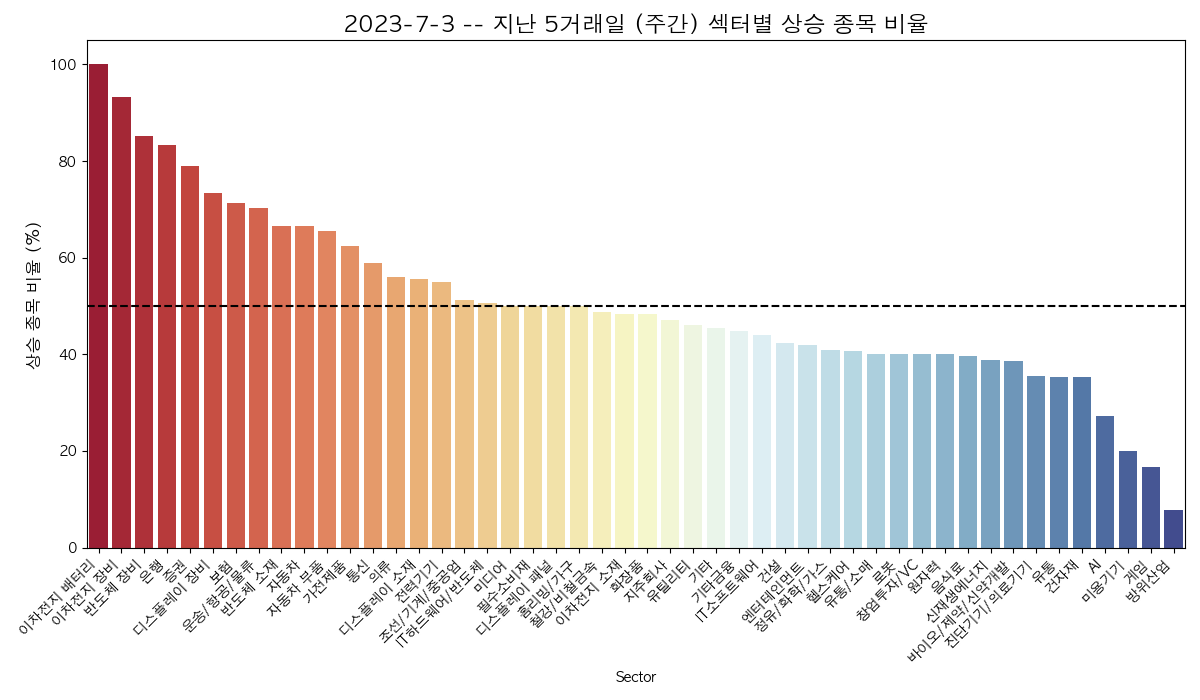 2023-7-3 -- 지난 5거래일 (주간) 섹터별 상승 종목 비율
상승 종목 비율 (%)
100
80
60
40
20
0
이차전지 배터리
이차전지 장비
반도체 장비
은행
증권
디스플레이 장비
보험
운송/항공/물류
반도체 소재
자동차
자동차 부품
가전제품
통신
의류
디스플레이 소재
전력기기
조선/기계/중공업
IT하드웨어/반도체
미디어
필수소비재
디스플레이 패널
홈리빙/가구
철강/비철금속
이차전지 소재
화장품
지주회사
유틸리티
기타
기타금융
IT소프트웨어
건설
엔터테인먼트
정유/화학/가스
헬스케어
유통/소매
로봇
창업투자/VC
원자력
음식료
신재생에너지
바이오/제약/신약개발
진단기기/의료기기
유통
건자재
AI
미용기기
게임
방위산업
Sector